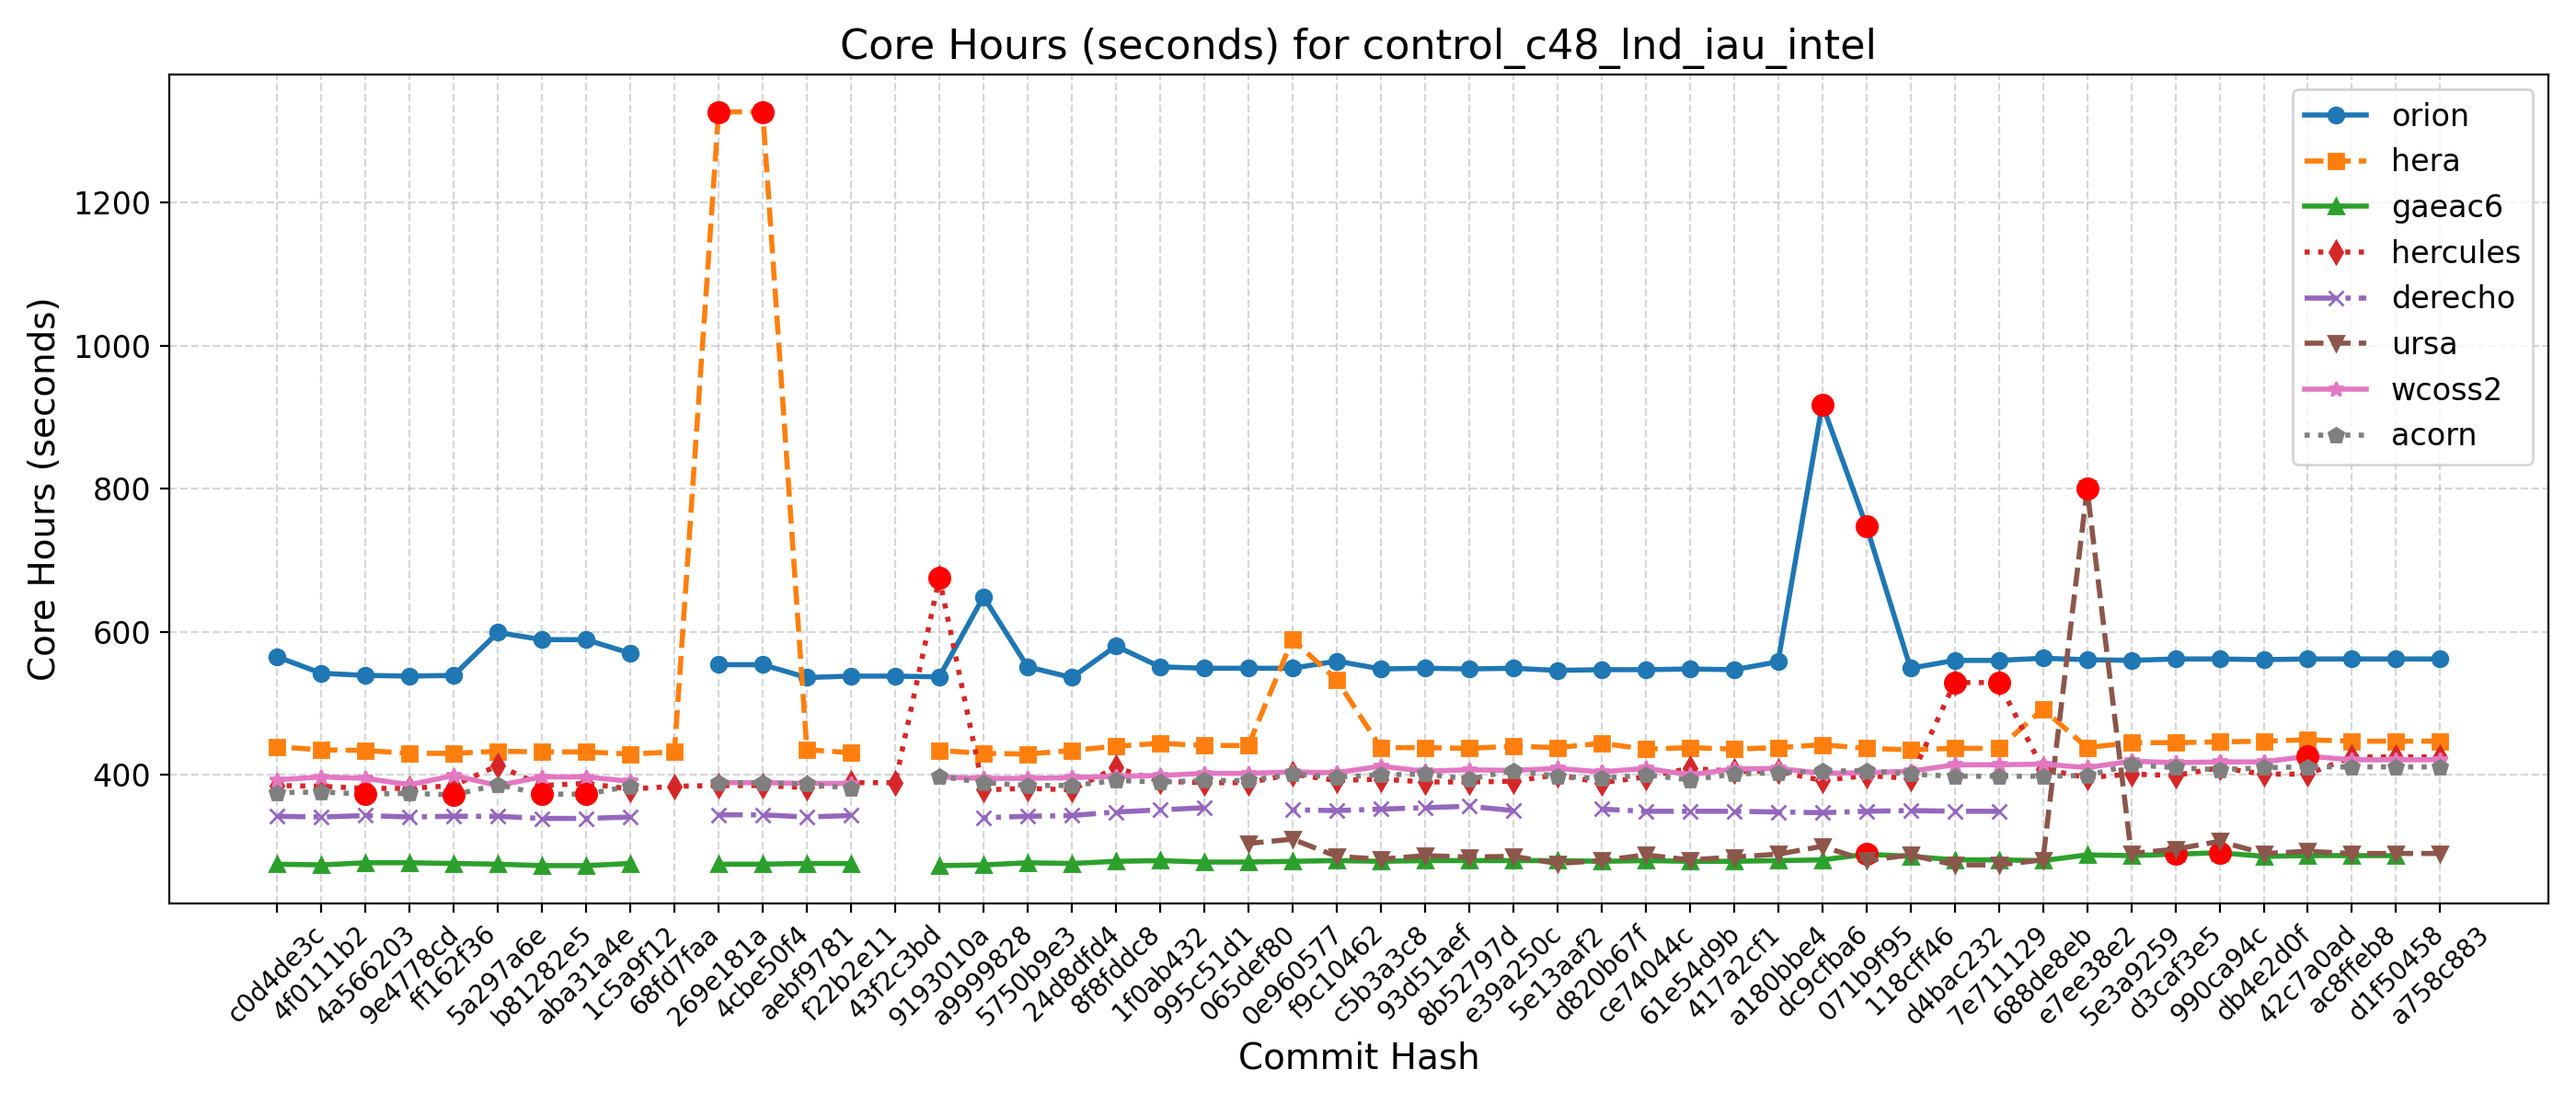 Core Hours (seconds) for control_c48_lnd_iau_intel
Core Hours (seconds)
1200
1000
800
600
400
orion
hera
gaeac6
hercules
derecho
ursa
wcoss2
acorn
c0d4de3c
4f0111b2
4a566203
9e4778cd
ff162f36
5a297a6e
b81282e5
aba31a4e
1c5a9f12
68fd7faa
269e181a
4cbe50f4
aebf9781
f22b2e11
43f2c3bd
9193010a
a9999828
5750b9e3
24d8dfd4
8f8fddc8
1f0ab432
995c51d1
065def80
0e960577
f9c10462
c5b3a3c8
93d51aef
8b52797d
e39a250c
5e13aaf2
d820b67f
ce74044c
61e54d9b
417a2cf1
a180bbe4
dc9cfba6
071b9f95
118cff46
d4bac232
7e711129
688de8eb
e7ee38e2
5e3a9259
d3caf3e5
990ca94c
db4e2d0f
42c7a0ad
ac8ffeb8
d1f50458
a758c883
Commit Hash